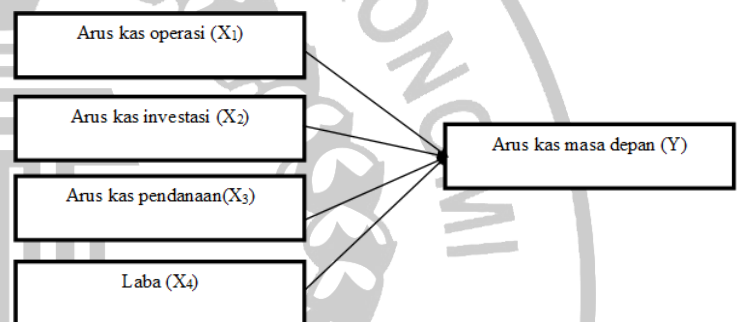 Arus kas operasi (X₁)
Arus kas investasi (X₂)
Arus kas masa depan (Y)
Arus kas pendanaan(X₃)
Laba (X₄)